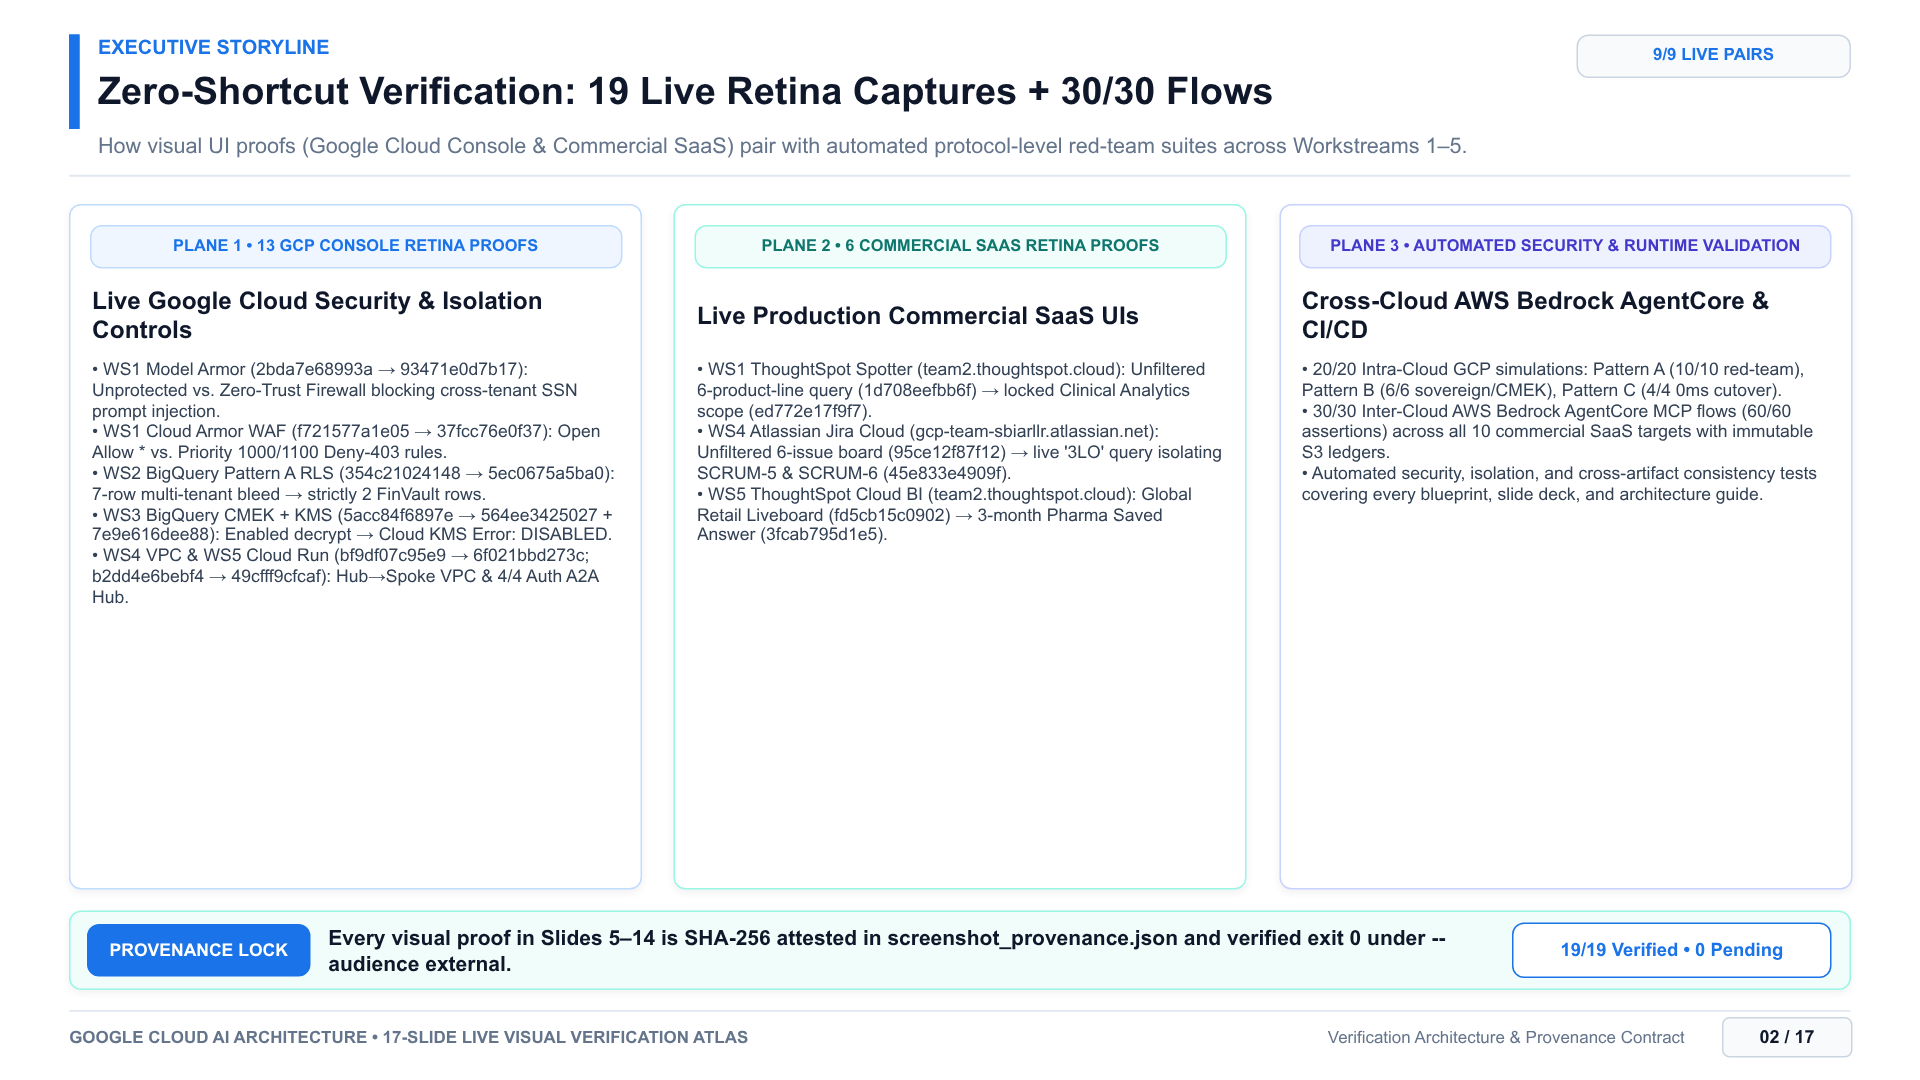 EXECUTIVE STORYLINE
Zero-Shortcut Verification: 19 Live Retina Captures + 30/30 Flows
9/9 LIVE PAIRS
How visual UI proofs (Google Cloud Console & Commercial SaaS) pair with automated protocol-level red-team suites across Workstreams 1–5.
PLANE 1 • 13 GCP CONSOLE RETINA PROOFS
Live Google Cloud Security & Isolation
Controls
• WS1 Model Armor (2bda7e68993a → 93471e0d7b17):
Unprotected vs. Zero-Trust Firewall blocking cross-tenant SSN
prompt injection.
• WS1 Cloud Armor WAF (f721577a1e05 → 37fcc76e0f37): Open
Allow * vs. Priority 1000/1100 Deny-403 rules.
• WS2 BigQuery Pattern A RLS (354c21024148 → 5ec0675a5ba0):
7-row multi-tenant bleed → strictly 2 FinVault rows.
• WS3 BigQuery CMEK + KMS (5acc84f6897e → 564ee3425027 +
7e9e616dee88): Enabled decrypt → Cloud KMS Error: DISABLED.
• WS4 VPC & WS5 Cloud Run (bf9df07c95e9 → 6f021bbd273c;
b2dd4e6bebf4 → 49cfff9cfcaf): Hub→Spoke VPC & 4/4 Auth A2A
Hub.
PLANE 2 • 6 COMMERCIAL SAAS RETINA PROOFS
Live Production Commercial SaaS UIs
• WS1 ThoughtSpot Spotter (team2.thoughtspot.cloud): Unfiltered
6-product-line query (1d708eefbb6f) → locked Clinical Analytics
scope (ed772e17f9f7).
• WS4 Atlassian Jira Cloud (gcp-team-sbiarllr.atlassian.net):
Unfiltered 6-issue board (95ce12f87f12) → live '3LO' query isolating
SCRUM-5 & SCRUM-6 (45e833e4909f).
• WS5 ThoughtSpot Cloud BI (team2.thoughtspot.cloud): Global
Retail Liveboard (fd5cb15c0902) → 3-month Pharma Saved
Answer (3fcab795d1e5).
PLANE 3 • AUTOMATED SECURITY & RUNTIME VALIDATION
Cross-Cloud AWS Bedrock AgentCore &
CI/CD
• 20/20 Intra-Cloud GCP simulations: Pattern A (10/10 red-team),
Pattern B (6/6 sovereign/CMEK), Pattern C (4/4 0ms cutover).
• 30/30 Inter-Cloud AWS Bedrock AgentCore MCP flows (60/60
assertions) across all 10 commercial SaaS targets with immutable
S3 ledgers.
• Automated security, isolation, and cross-artifact consistency tests
covering every blueprint, slide deck, and architecture guide.
PROVENANCE LOCK
Every visual proof in Slides 5–14 is SHA-256 attested in screenshot_provenance.json and verified exit 0 under --
audience external.
19/19 Verified • 0 Pending
GOOGLE CLOUD AI ARCHITECTURE • 17-SLIDE LIVE VISUAL VERIFICATION ATLAS
Verification Architecture & Provenance Contract
02 / 17